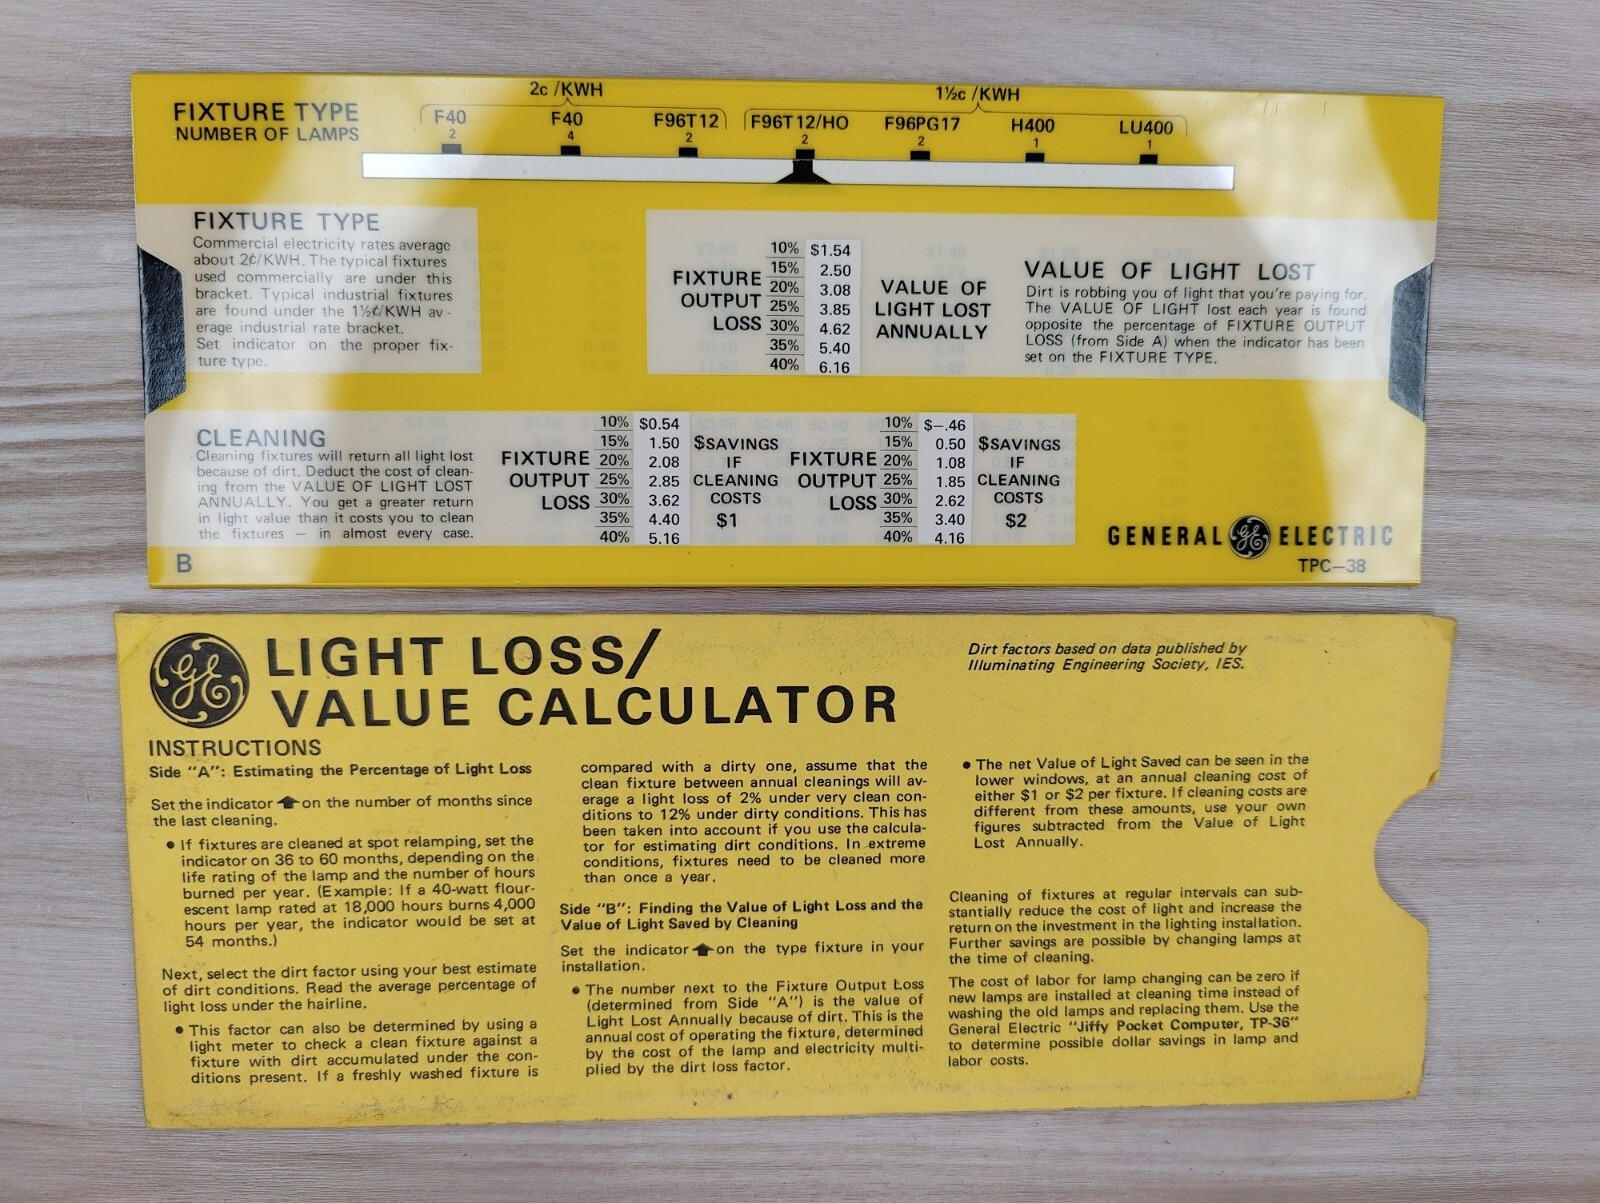 2c /KWH
1½c /KWH
FIXTURE TYPE
NUMBER OF LAMPS
F40
2
F40
4
F96T12
2
F96T12/HO
2
F96PG17
2
H400
1
LU400
1
FIXTURE TYPE
Commercial electricity rates average
about 2¢/KWH. The typical fixtures
used commercially are under this
bracket. Typical industrial fixtures
are found under the 1½¢/KWH av-
erage industrial rate bracket.
Set indicator on the proper fix-
ture type.
FIXTURE
OUTPUT
LOSS
10% $1.54
15% 2.50
20% 3.08
25% 3.85
30% 4.62
35% 5.40
40% 6.16
VALUE OF
LIGHT LOST
ANNUALLY
VALUE OF LIGHT LOST
Dirt is robbing you of light that you're paying for.
The VALUE OF LIGHT lost each year is found
opposite the percentage of FIXTURE OUTPUT
LOSS (from Side A) when the indicator has been
set on the FIXTURE TYPE.
CLEANING
Cleaning fixtures will return all light lost
because of dirt. Deduct the cost of clean-
ing from the VALUE OF LIGHT LOST
ANNUALLY. You get a greater return
in light value than it costs you to clean
the fixtures — in almost every case.
FIXTURE
OUTPUT
LOSS
10% $0.54
15% 1.50
20% 2.08
25% 2.85
30% 3.62
35% 4.40
40% 5.16
$SAVINGS
IF
CLEANING
COSTS
$1
FIXTURE
OUTPUT
LOSS
10% $—.46
15% 0.50
20% 1.08
25% 1.85
30% 2.62
35% 3.40
40% 4.16
$SAVINGS
IF
CLEANING
COSTS
$2
GENERAL GE ELECTRIC
TPC—38
B
GE
LIGHT LOSS/
VALUE CALCULATOR
Dirt factors based on data published by
Illuminating Engineering Society, IES.
INSTRUCTIONS
Side "A": Estimating the Percentage of Light Loss
Set the indicator on the number of months since
the last cleaning.
• If fixtures are cleaned at spot relamping, set the
indicator on 36 to 60 months, depending on the
life rating of the lamp and the number of hours
burned per year. (Example: If a 40-watt flour-
escent lamp rated at 18,000 hours burns 4,000
hours per year, the indicator would be set at
54 months.)
Next, select the dirt factor using your best estimate
of dirt conditions. Read the average percentage of
light loss under the hairline.
• This factor can also be determined by using a
light meter to check a clean fixture against a
fixture with dirt accumulated under the con-
ditions present. If a freshly washed fixture is
compared with a dirty one, assume that the
clean fixture between annual cleanings will av-
erage a light loss of 2% under very clean con-
ditions to 12% under dirty conditions. This has
been taken into account if you use the calcula-
tor for estimating dirt conditions. In extreme
conditions, fixtures need to be cleaned more
than once a year.
Side "B": Finding the Value of Light Loss and the
Value of Light Saved by Cleaning
Set the indicator on the type fixture in your
installation.
• The number next to the Fixture Output Loss
(determined from Side "A") is the value of
Light Lost Annually because of dirt. This is the
annual cost of operating the fixture, determined
by the cost of the lamp and electricity multi-
plied by the dirt loss factor.
• The net Value of Light Saved can be seen in the
lower windows, at an annual cleaning cost of
either $1 or $2 per fixture. If cleaning costs are
different from these amounts, use your own
figures subtracted from the Value of Light
Lost Annually.
Cleaning of fixtures at regular intervals can sub-
stantially reduce the cost of light and increase the
return on the investment in the lighting installation.
Further savings are possible by changing lamps at
the time of cleaning.
The cost of labor for lamp changing can be zero if
new lamps are installed at cleaning time instead of
washing the old lamps and replacing them. Use the
General Electric "Jiffy Pocket Computer, TP-36"
to determine possible dollar savings in lamp and
labor costs.